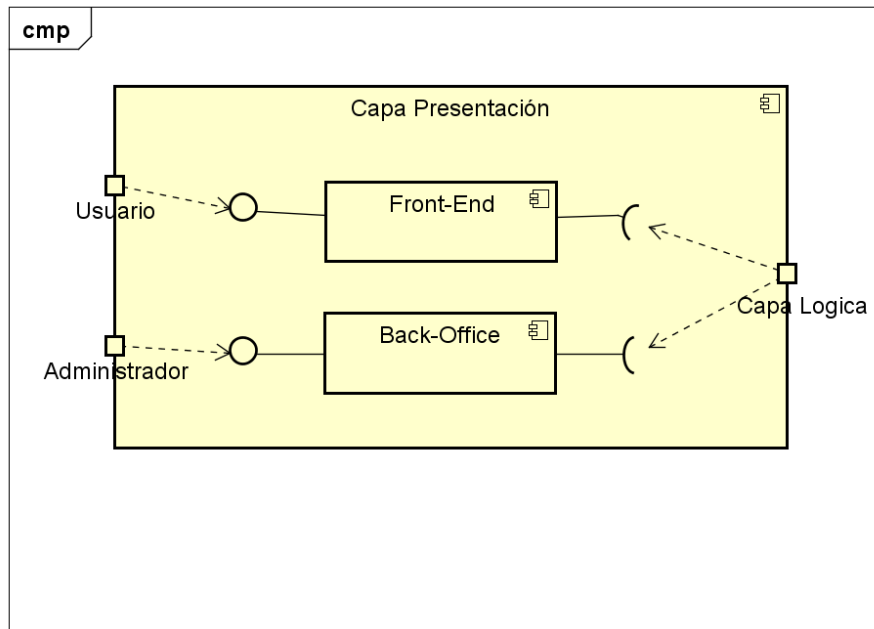 cmp
Capa Presentación
Usuario
Front-End
Capa Logica
Back-Office
Administrador